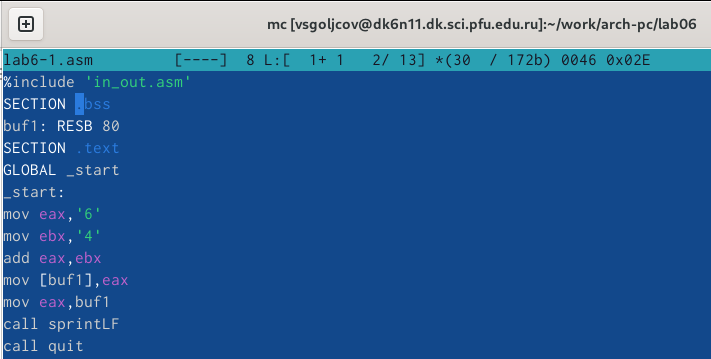 mc [vsgoljcov@dk6n11.dk.sci.pfu.edu.ru]:~/work/arch-pc/lab06
lab6-1.asm [----] 8 L:[ 1+ 1 2/ 13] *(30 / 172b) 0046 0x02E
%include 'in_out.asm'
SECTION .bss
buf1: RESB 80
SECTION .text
GLOBAL _start
_start:
mov eax,'6'
mov ebx,'4'
add eax,ebx
mov [buf1],eax
mov eax,buf1
call sprintLF
call quit